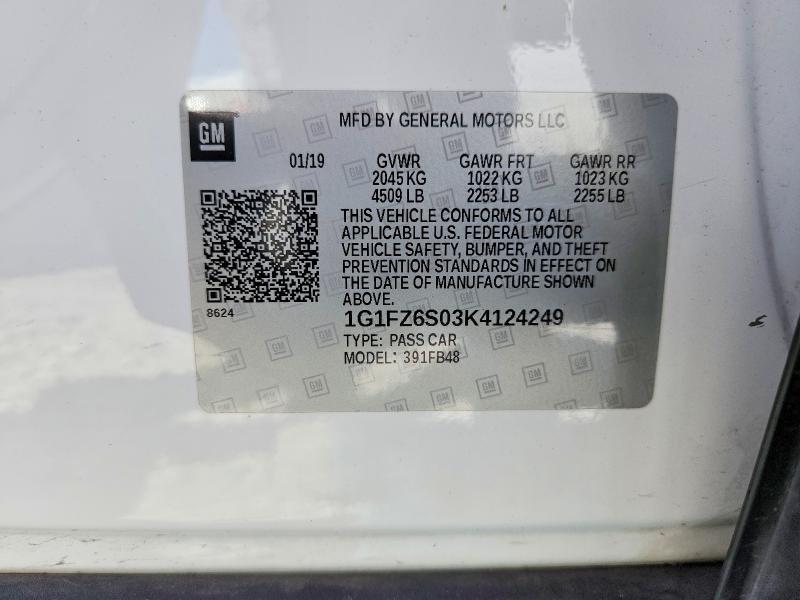 GM
MFD BY GENERAL MOTORS LLC
01/19 GVWR GAWR FRT GAWR RR
2045 KG 1022 KG 1023 KG
4509 LB 2253 LB 2255 LB
THIS VEHICLE CONFORMS TO ALL
APPLICABLE U.S. FEDERAL MOTOR
VEHICLE SAFETY, BUMPER, AND THEFT
PREVENTION STANDARDS IN EFFECT ON
THE DATE OF MANUFACTURE SHOWN
ABOVE.
8624
1G1FZ6S03K4124249
TYPE: PASS CAR
MODEL: 391FB48